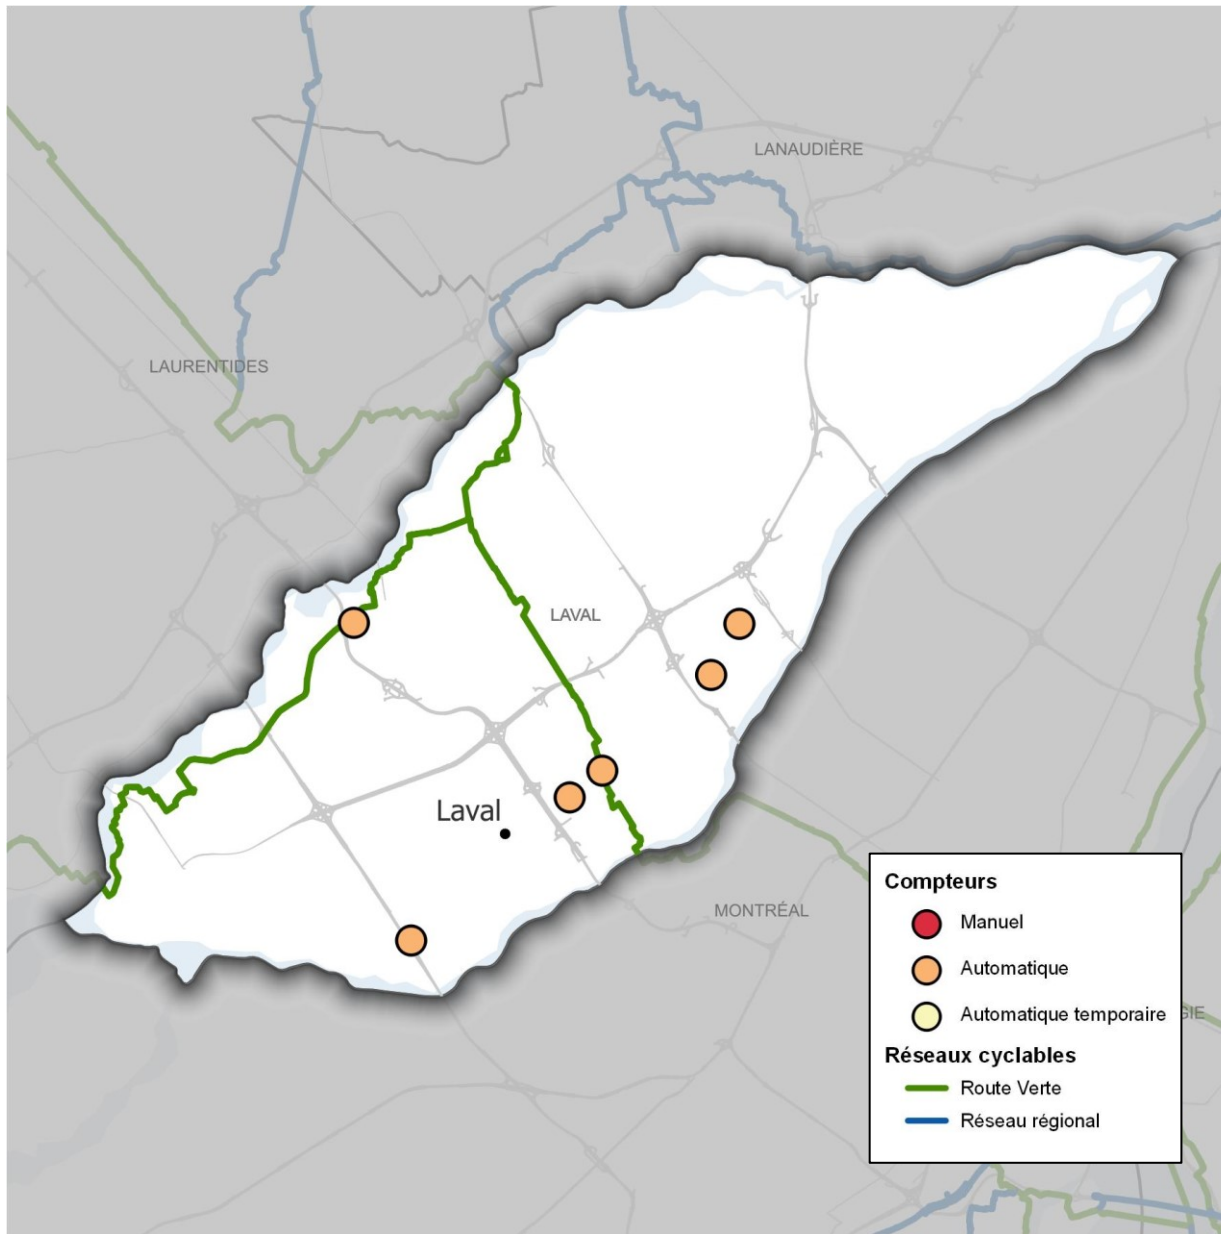 LANAUDIÈRE
LAURENTIDES
LAVAL
Laval
MONTRÉAL
GIE
Compteurs
Manuel
Automatique
Automatique temporaire
Réseaux cyclables
Route Verte
Réseau régional